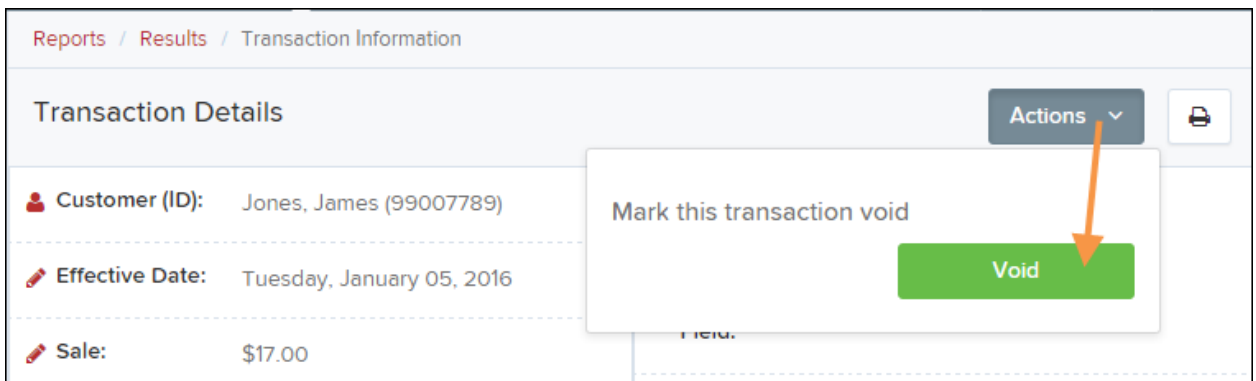 Reports / Results / Transaction Information
Transaction Details
Actions
Customer (ID): Jones, James (99007789)
Mark this transaction void
Effective Date: Tuesday, January 05, 2016
Void
Sale: $17.00
Field: